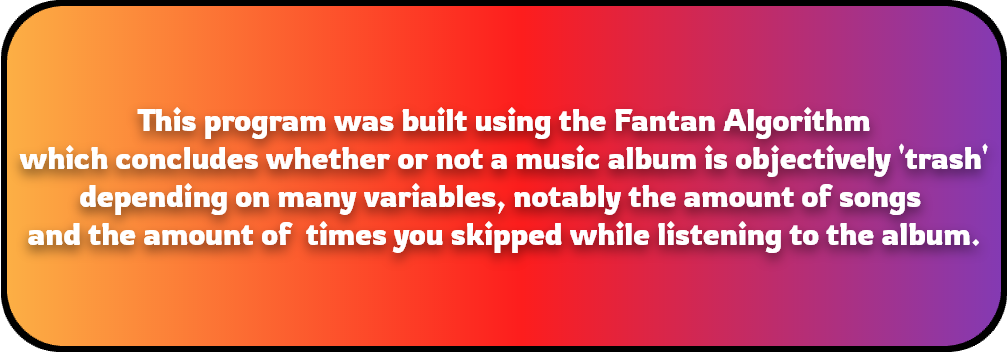 This program was built using the Fantan Algorithm
which concludes whether or not a music album is objectively 'trash'
depending on many variables, notably the amount of songs
and the amount of  times you skipped while listening to the album.